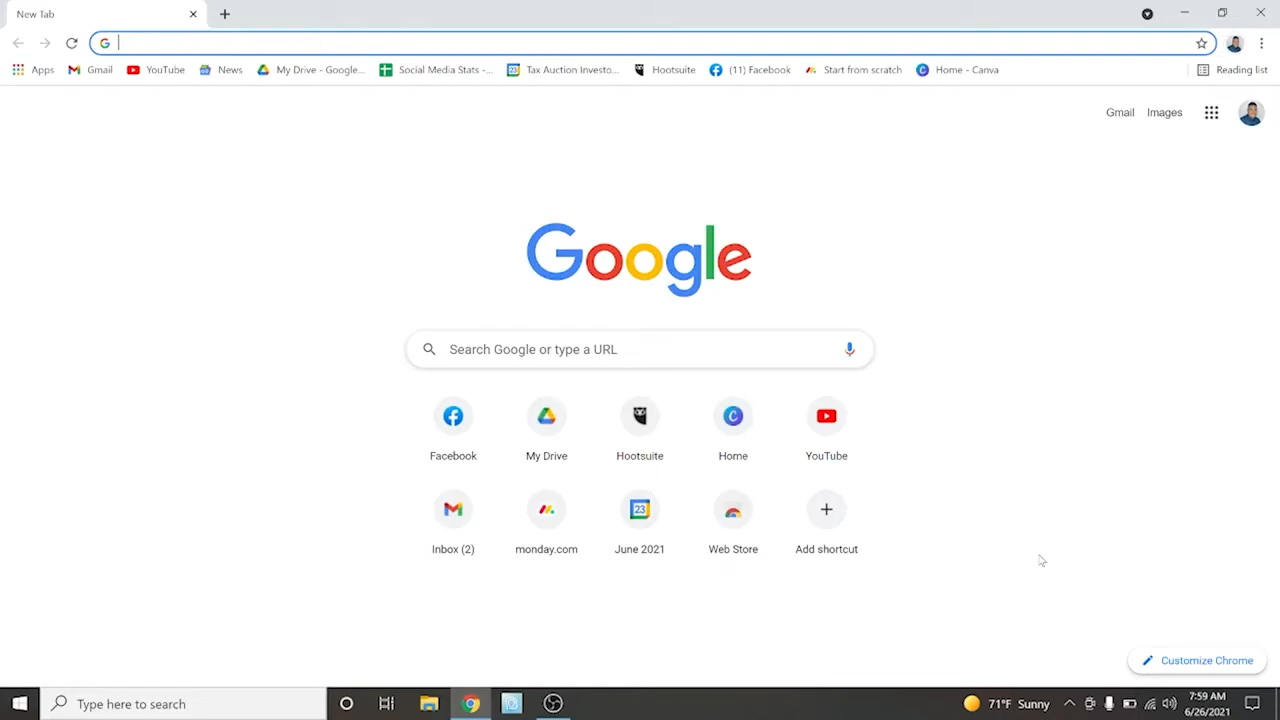 New Tab
Apps Gmail YouTube News My Drive - Google... Social Media Stats -... Tax Auction Investo... Hootsuite (11) Facebook Start from scratch Home - Canva Reading list
Gmail Images
Google
Search Google or type a URL
Facebook My Drive Hootsuite Home YouTube
Inbox (2) monday.com June 2021 Web Store Add shortcut
Customize Chrome
Type here to search 71°F Sunny 7:59 AM
6/26/2021